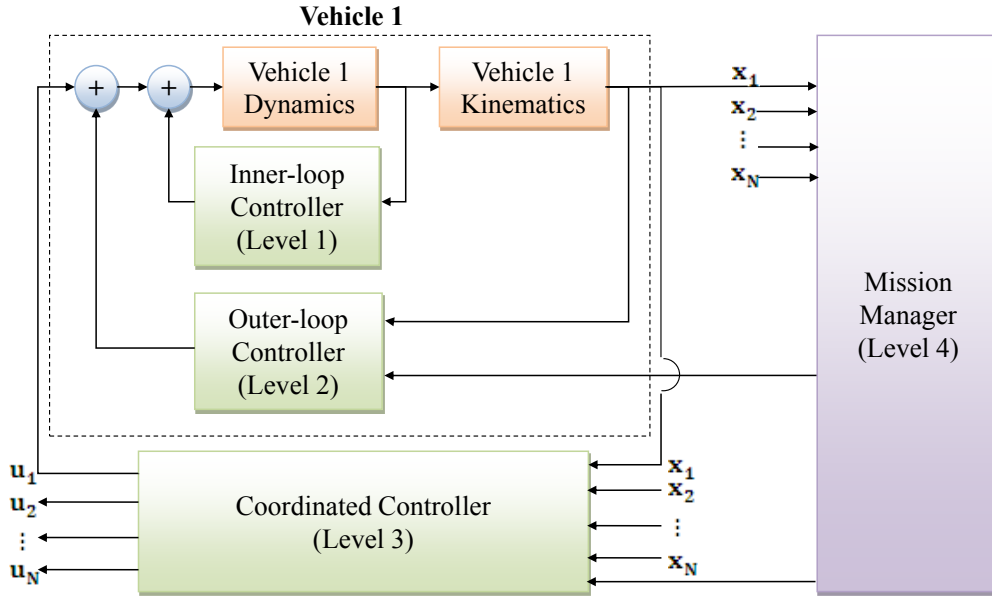 Vehicle 1
+
+
Vehicle 1
Dynamics
Vehicle 1
Kinematics
x1
x2
⋮
xN
Inner-loop
Controller
(Level 1)
Outer-loop
Controller
(Level 2)
Mission
Manager
(Level 4)
u1
u2
⋮
uN
Coordinated Controller
(Level 3)
x1
x2
⋮
xN